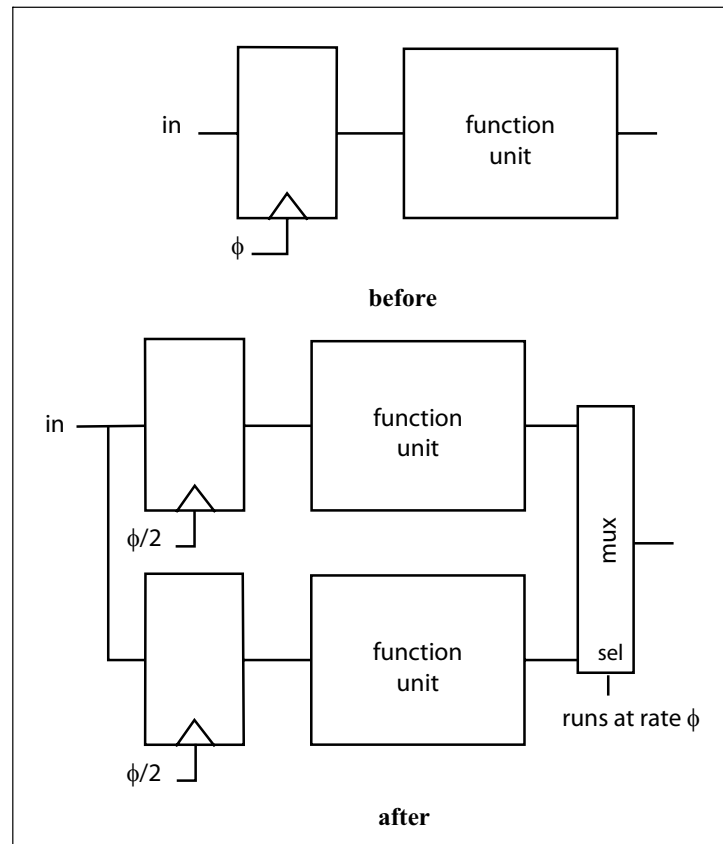 in
function
unit
ϕ
before
in
function
unit
ϕ/2
mux
function
unit
sel
runs at rate ϕ
ϕ/2
after